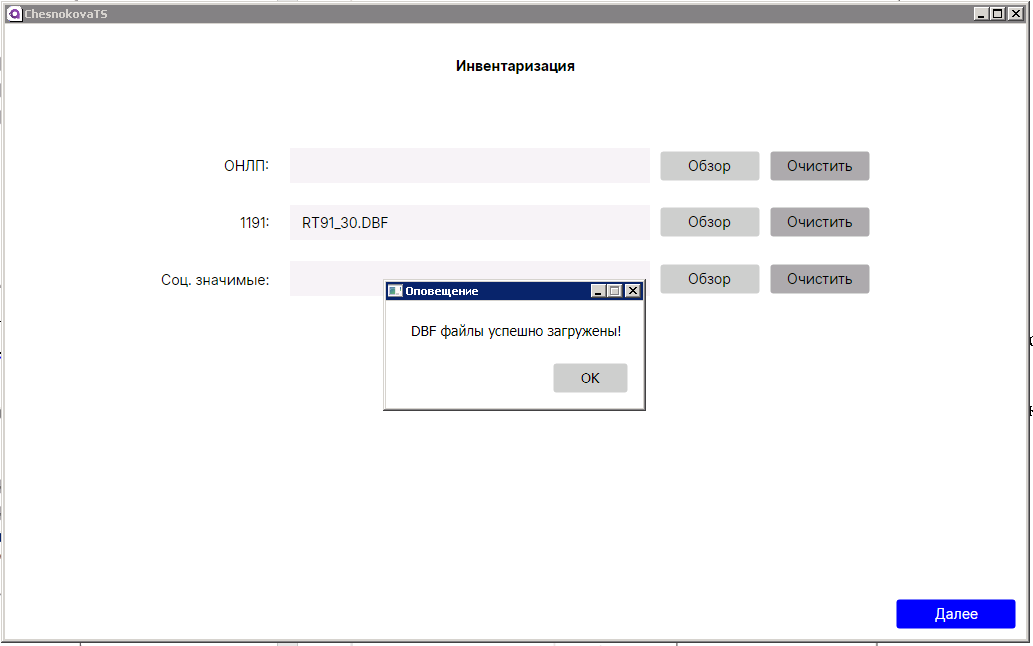 ChesnokovaTS
Инвентаризация
ОНЛП: Обзор Очистить
1191: RT91_30.DBF Обзор Очистить
Соц. значимые: Обзор Очистить
Оповещение
DBF файлы успешно загружены!
OK
Далее